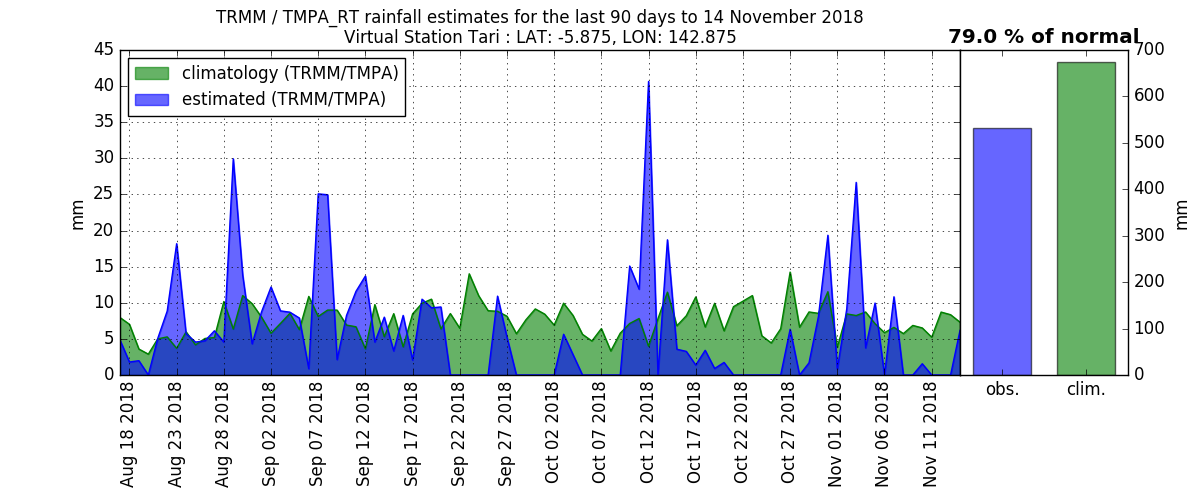 TRMM / TMPA_RT rainfall estimates for the last 90 days to 14 November 2018
Virtual Station Tari : LAT: -5.875, LON: 142.875
79.0 % of normal
climatology (TRMM/TMPA)
estimated (TRMM/TMPA)
mm
45
40
35
30
25
20
15
10
5
0
Aug 18 2018
Aug 23 2018
Aug 28 2018
Sep 02 2018
Sep 07 2018
Sep 12 2018
Sep 17 2018
Sep 22 2018
Sep 27 2018
Oct 02 2018
Oct 07 2018
Oct 12 2018
Oct 17 2018
Oct 22 2018
Oct 27 2018
Nov 01 2018
Nov 06 2018
Nov 11 2018
obs.
clim.
700
600
500
400
300
200
100
0
mm